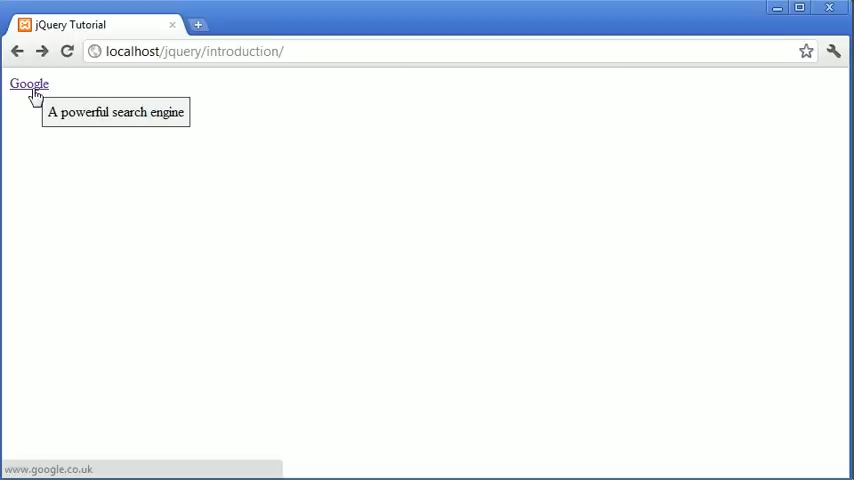 jQuery Tutorial
localhost/jquery/introduction/
Google
A powerful search engine
www.google.co.uk